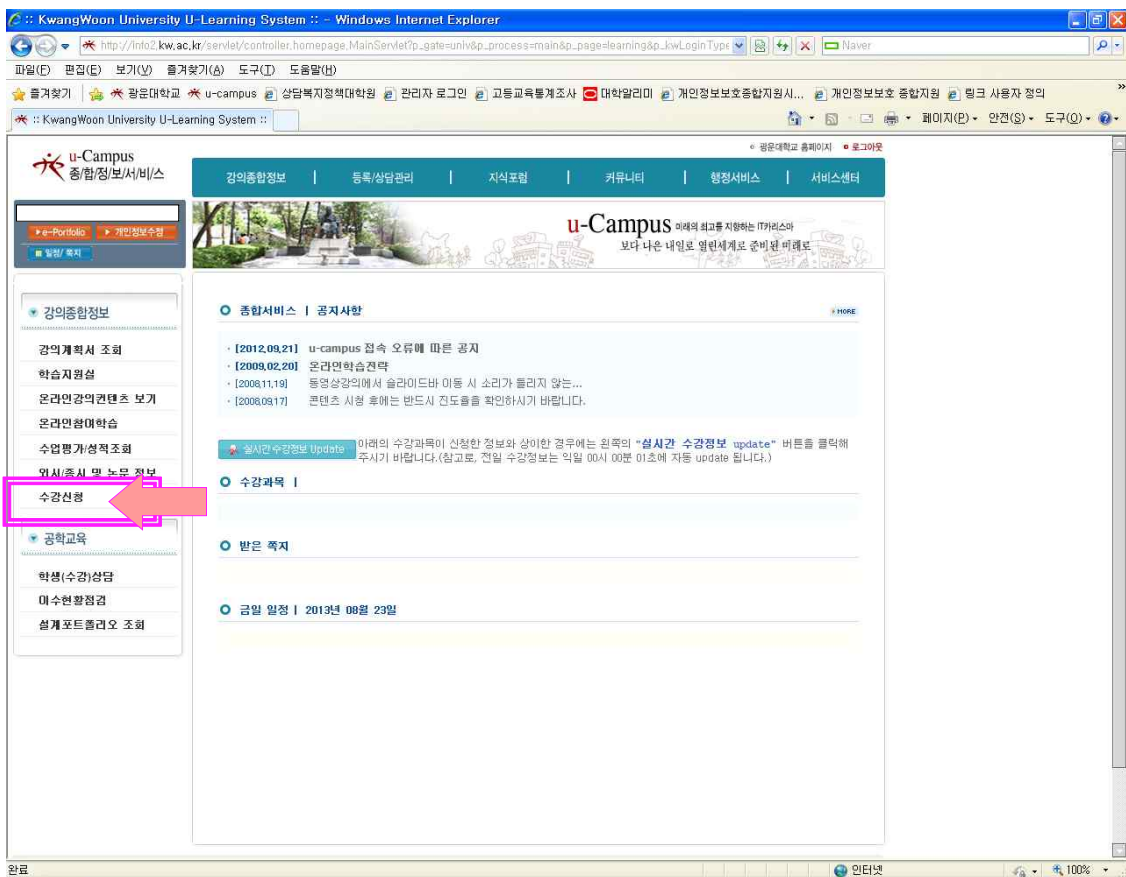 :: KwangWoon University U-Learning System :: - Windows Internet Explorer
http://info2.kw.ac.kr/servlet/controller.homepage.MainServlet?p_gate=univ&p_process=main&p_page=learning&p_kwLoginType
Naver
파일(F) 편집(E) 보기(V) 즐겨찾기(A) 도구(T) 도움말(H)
즐겨찾기 광운대학교 u-campus 상담복지정책대학원 관리자 로그인 고등교육통계조사 대학알리미 개인정보보호종합지원시... 개인정보보호 종합지원 링크 사용자 정의 »
:: KwangWoon University U-Learning System ::
페이지(P) 안전(S) 도구(O)
광운대학교 홈페이지 로그아웃
u-Campus
종/합/정/보/서/비/스
강의종합정보 | 등록/상담관리 | 지식포럼 | 커뮤니티 | 행정서비스 | 서비스센터
e-Portfolio 개인정보수정
일정/쪽지
u-Campus 미래의 최고를 지향하는 IT카리스마
보다 나은 내일로 열린세계로 준비된 미래로
강의종합정보
강의계획서 조회
학습지원실
온라인강의컨텐츠 보기
온라인참여학습
수업평가/성적조회
외시/종시 및 논문 정보
수강신청
공학교육
학생(수강)상담
이수현황점검
설계포트폴리오 조회
종합서비스 | 공지사항
MORE
· [2012.09.21] u-campus 접속 오류에 따른 공지
· [2009.02.20] 온라인학습전략
· [2008.11.19] 동영상강의에서 슬라이드바 이동 시 소리가 들리지 않는...
· [2008.09.17] 콘텐츠 시청 후에는 반드시 진도율을 확인하시기 바랍니다.
실시간 수강정보 Update
아래의 수강과목이 신청한 정보와 상이한 경우에는 왼쪽의 "실시간 수강정보 update" 버튼을 클릭해
주시기 바랍니다.(참고로, 전일 수강정보는 익일 00시 00분 01초에 자동 update 됩니다.)
수강과목 |
받은 쪽지
금일 일정 | 2013년 08월 23일
완료
인터넷
100%